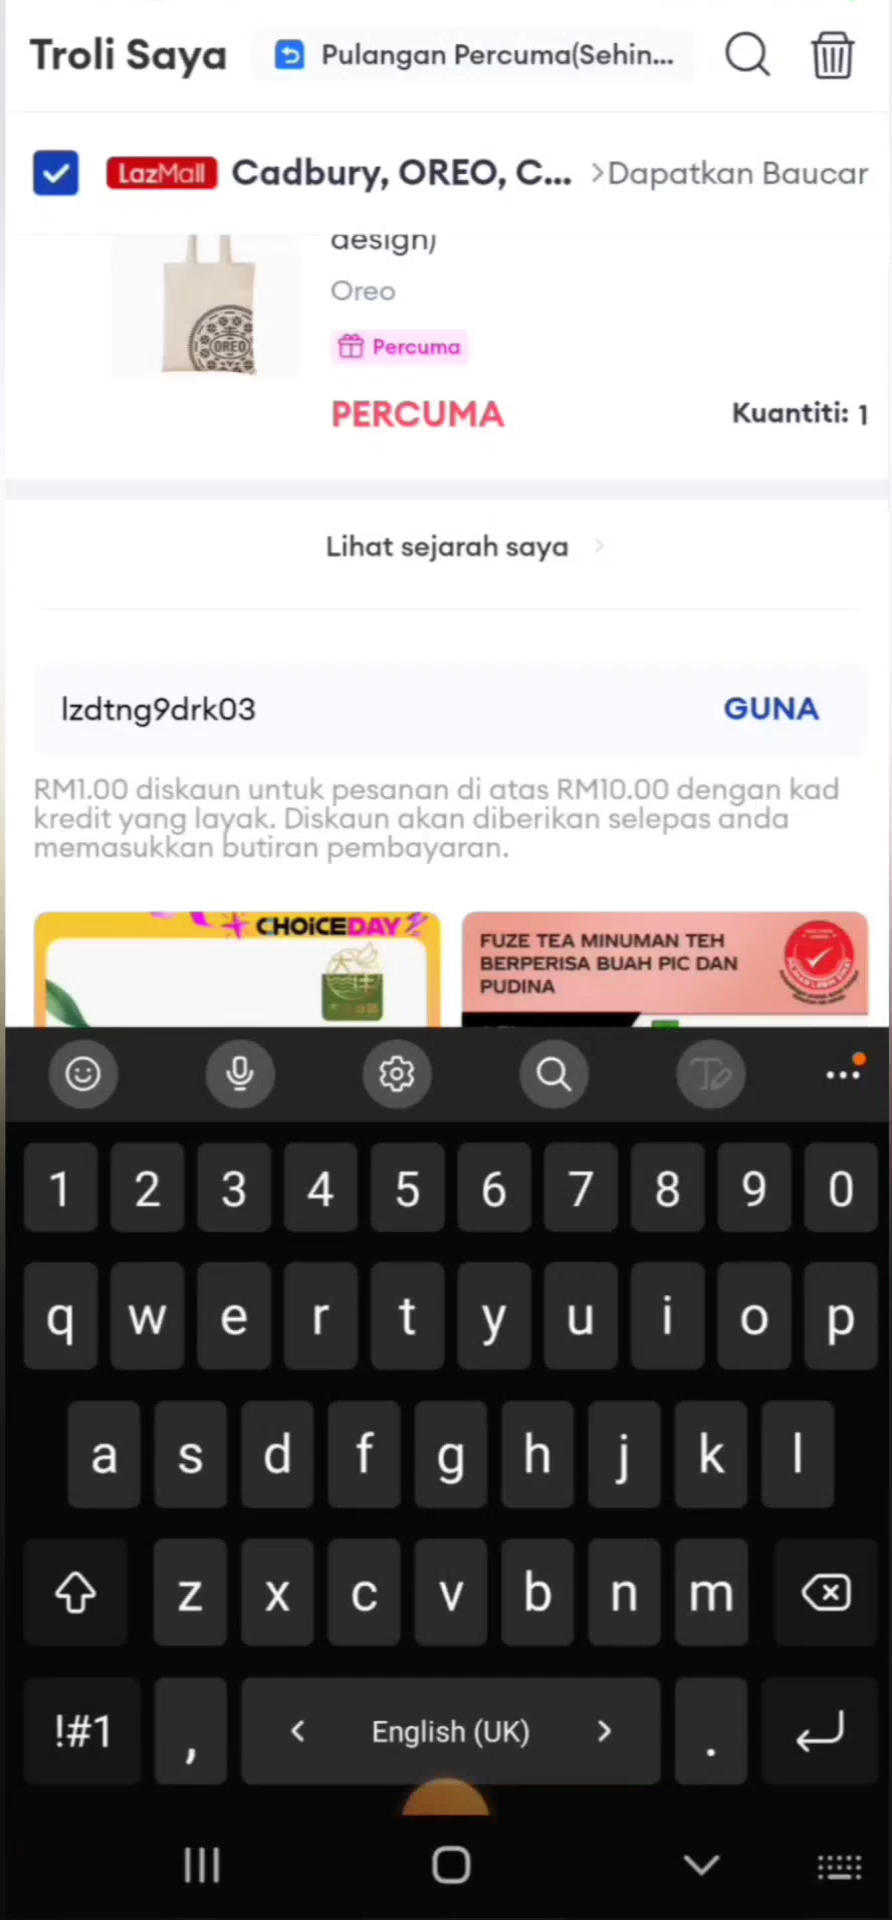 Troli Saya
Pulangan Percuma(Sehin...
LazMall Cadbury, OREO, C... >Dapatkan Baucar
design)
OREO
Oreo
Percuma
PERCUMA
Kuantiti: 1
Lihat sejarah saya >
lzdtng9drk03
GUNA
RM1.00 diskaun untuk pesanan di atas RM10.00 dengan kad
kredit yang layak. Diskaun akan diberikan selepas anda
memasukkan butiran pembayaran.
CHOiCEDAY
FUZE TEA MINUMAN TEH
BERPERISA BUAH PIC DAN
PUDINA
1 2 3 4 5 6 7 8 9 0
q w e r t y u i o p
a s d f g h j k l
z x c v b n m
!#1 , < English (UK) > .